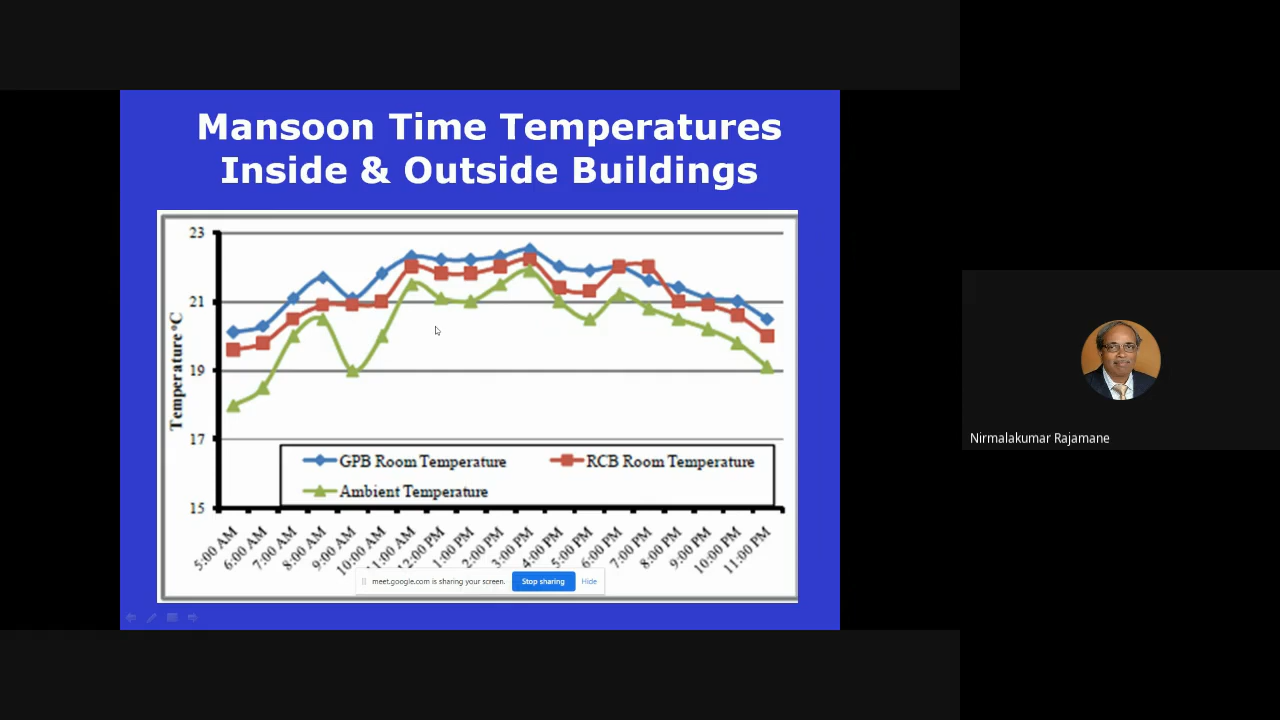 Mansoon Time Temperatures
Inside & Outside Buildings
23
21
19
17
15
Temperature °C
GPB Room Temperature
RCB Room Temperature
Ambient Temperature
5:00 AM
6:00 AM
7:00 AM
8:00 AM
9:00 AM
10:00 AM
11:00 AM
12:00 PM
1:00 PM
2:00 PM
3:00 PM
4:00 PM
5:00 PM
6:00 PM
7:00 PM
8:00 PM
9:00 PM
10:00 PM
11:00 PM
meet.google.com is sharing your screen.
Stop sharing
Hide
Nirmalakumar Rajamane